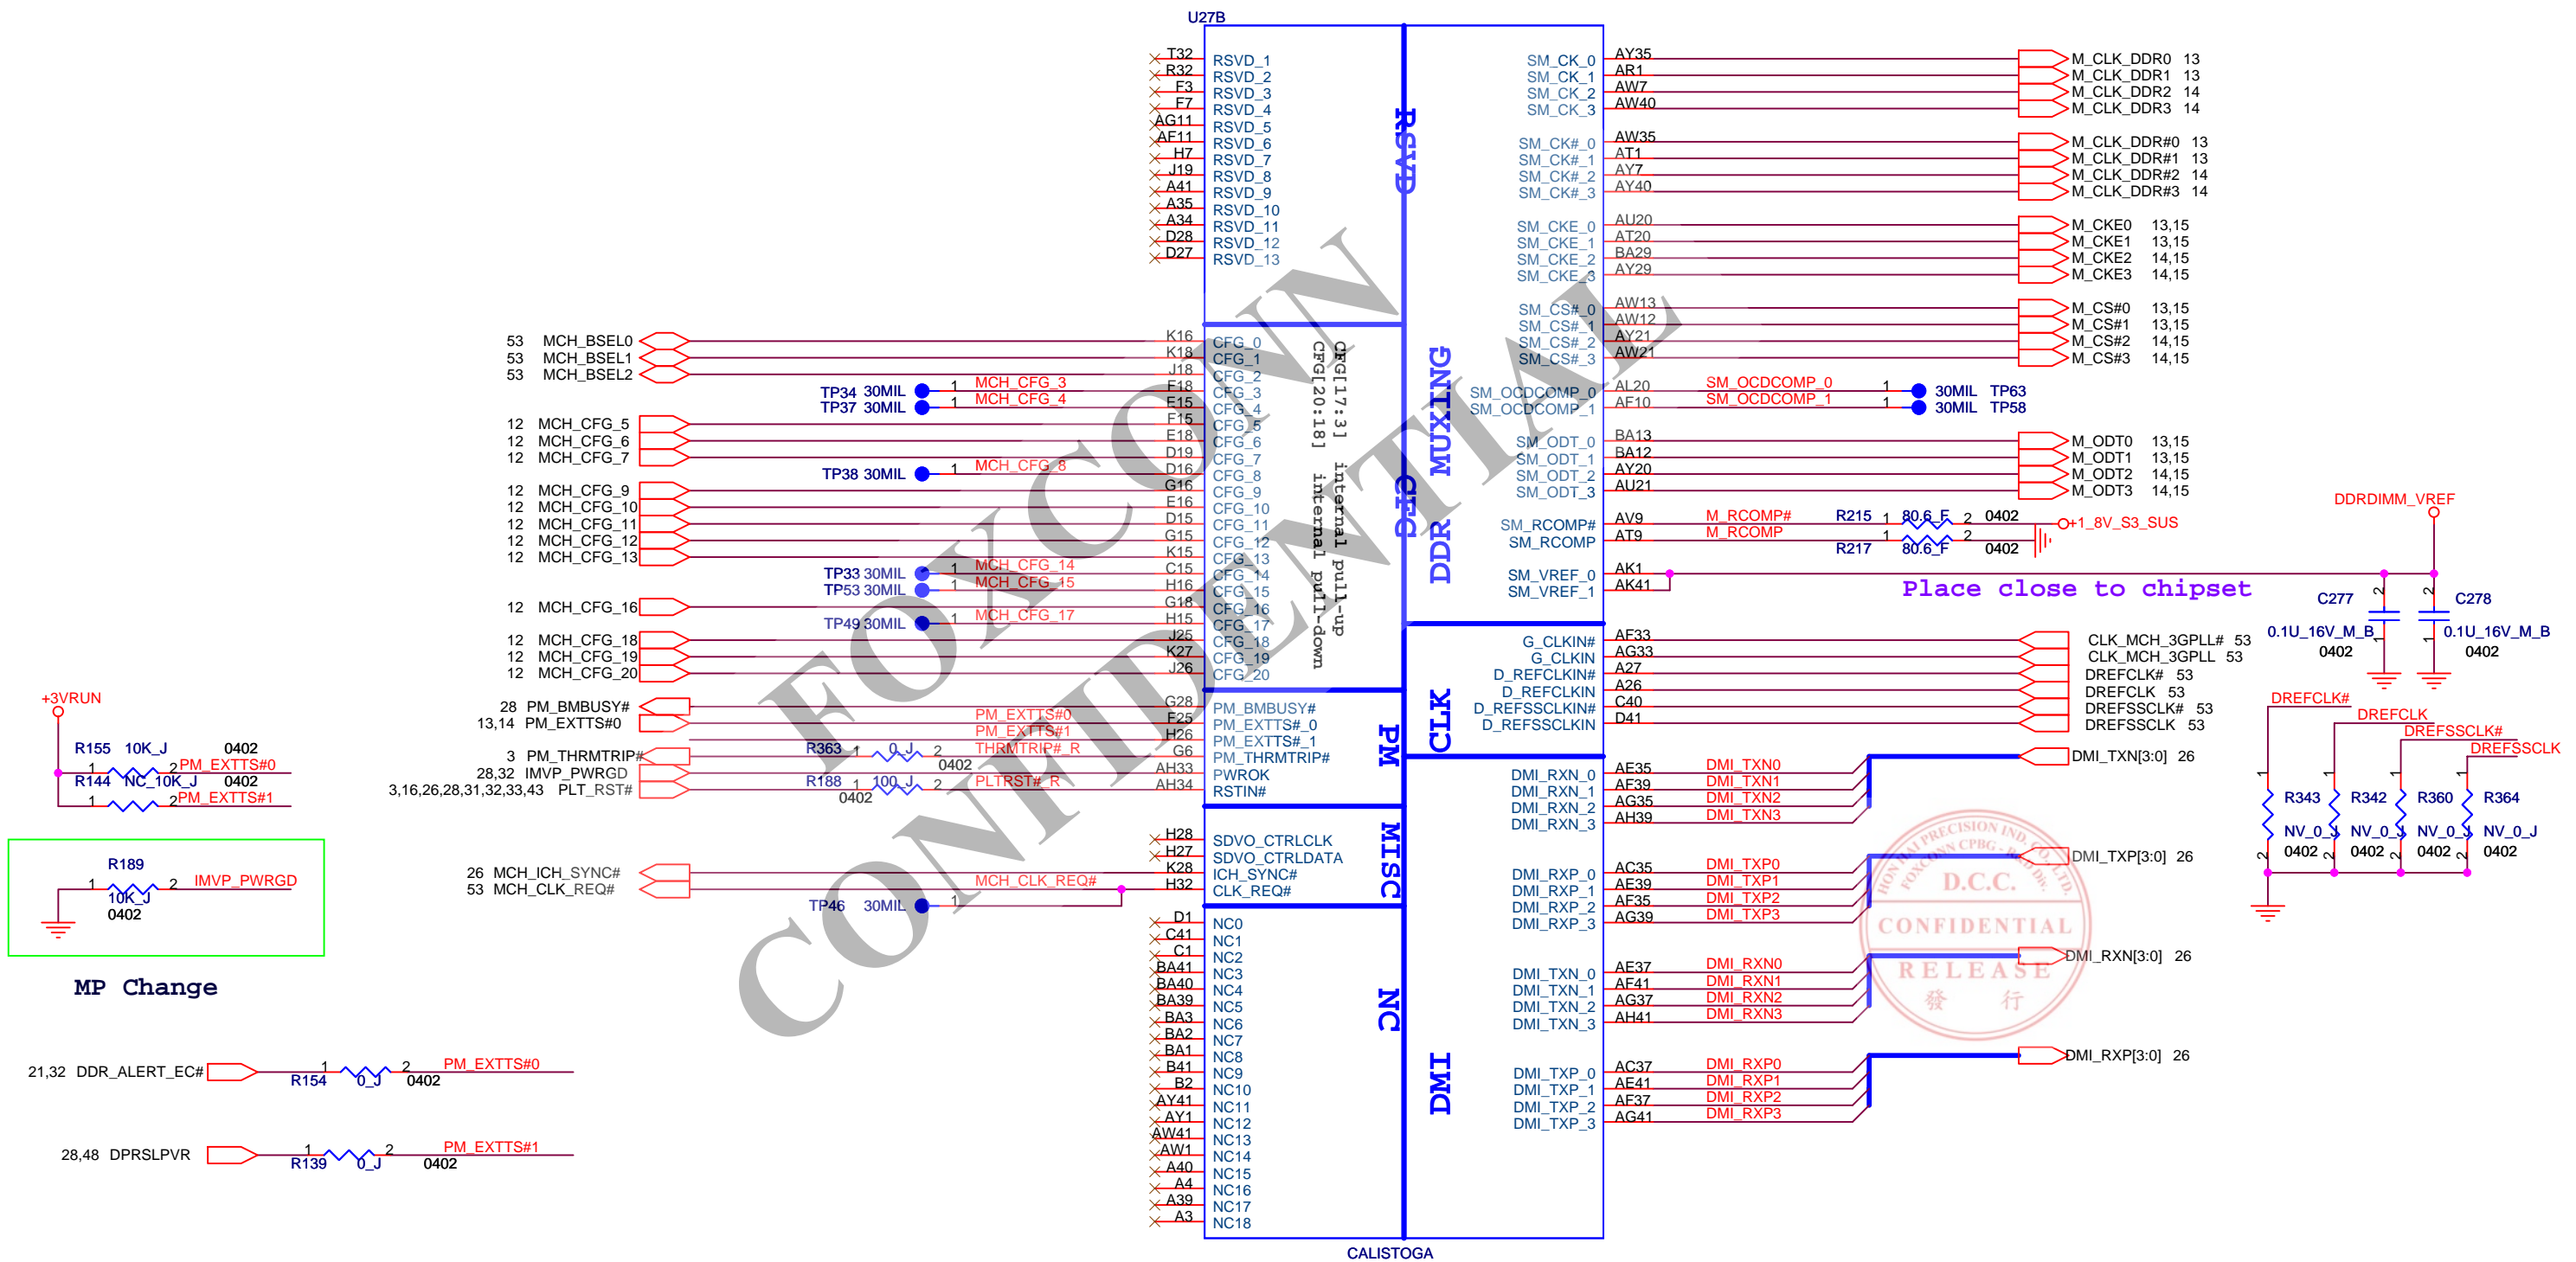 U27B
T32 RSVD_1
R32 RSVD_2
F3 RSVD_3
F7 RSVD_4
AG11 RSVD_5
AF11 RSVD_6
H7 RSVD_7
J19 RSVD_8
A41 RSVD_9
A35 RSVD_10
A34 RSVD_11
D28 RSVD_12
D27 RSVD_13
RSVD
53 MCH_BSEL0 K16 CFG_0
53 MCH_BSEL1 K18 CFG_1
53 MCH_BSEL2 J18 CFG_2
TP34 30MIL 1 MCH_CFG_3 F18 CFG_3
TP37 30MIL 1 MCH_CFG_4 E15 CFG_4
12 MCH_CFG_5 F15 CFG_5
12 MCH_CFG_6 E18 CFG_6
12 MCH_CFG_7 D19 CFG_7
TP38 30MIL 1 MCH_CFG_8 D16 CFG_8
12 MCH_CFG_9 G16 CFG_9
12 MCH_CFG_10 E16 CFG_10
12 MCH_CFG_11 D15 CFG_11
12 MCH_CFG_12 G15 CFG_12
12 MCH_CFG_13 K15 CFG_13
TP33 30MIL 1 MCH_CFG_14 C15 CFG_14
TP53 30MIL 1 MCH_CFG_15 H16 CFG_15
12 MCH_CFG_16 G18 CFG_16
TP49 30MIL 1 MCH_CFG_17 H15 CFG_17
12 MCH_CFG_18 J25 CFG_18
12 MCH_CFG_19 K27 CFG_19
12 MCH_CFG_20 J26 CFG_20
CFG[17:3] internal pull-up
CFG[20:18] internal pull-down
CFG
28 PM_BMBUSY# G28 PM_BMBUSY#
13,14 PM_EXTTS#0 PM_EXTTS#0 F25 PM_EXTTS#_0
PM_EXTTS#1 H26 PM_EXTTS#_1
3 PM_THRMTRIP# R363 1 0_J 2 0402 THRMTRIP#_R G6 PM_THRMTRIP#
28,32 IMVP_PWRGD AH33 PWROK
3,16,26,28,31,32,33,43 PLT_RST# R188 1 100_J 2 0402 PLTRST#_R AH34 RSTIN#
PM
H28 SDVO_CTRLCLK
H27 SDVO_CTRLDATA
26 MCH_ICH_SYNC# K28 ICH_SYNC#
53 MCH_CLK_REQ# MCH_CLK_REQ# H32 CLK_REQ#
TP46 30MIL 1
MISC
D1 NC0
C41 NC1
C1 NC2
BA41 NC3
BA40 NC4
BA39 NC5
BA3 NC6
BA2 NC7
BA1 NC8
B41 NC9
B2 NC10
AY41 NC11
AY1 NC12
AW41 NC13
AW1 NC14
A40 NC15
A4 NC16
A39 NC17
A3 NC18
NC
CALISTOGA
SM_CK_0 AY35 M_CLK_DDR0 13
SM_CK_1 AR1 M_CLK_DDR1 13
SM_CK_2 AW7 M_CLK_DDR2 14
SM_CK_3 AW40 M_CLK_DDR3 14
SM_CK#_0 AW35 M_CLK_DDR#0 13
SM_CK#_1 AT1 M_CLK_DDR#1 13
SM_CK#_2 AY7 M_CLK_DDR#2 14
SM_CK#_3 AY40 M_CLK_DDR#3 14
SM_CKE_0 AU20 M_CKE0 13,15
SM_CKE_1 AT20 M_CKE1 13,15
SM_CKE_2 BA29 M_CKE2 14,15
SM_CKE_3 AY29 M_CKE3 14,15
SM_CS#_0 AW13 M_CS#0 13,15
SM_CS#_1 AW12 M_CS#1 13,15
SM_CS#_2 AY21 M_CS#2 14,15
SM_CS#_3 AW21 M_CS#3 14,15
SM_OCDCOMP_0 AL20 SM_OCDCOMP_0 1 30MIL TP63
SM_OCDCOMP_1 AF10 SM_OCDCOMP_1 1 30MIL TP58
SM_ODT_0 BA13 M_ODT0 13,15
SM_ODT_1 BA12 M_ODT1 13,15
SM_ODT_2 AY20 M_ODT2 14,15
SM_ODT_3 AU21 M_ODT3 14,15
SM_RCOMP# AV9 M_RCOMP# R215 1 80.6_F 2 0402 +1_8V_S3_SUS
SM_RCOMP AT9 M_RCOMP R217 1 80.6_F 2 0402
SM_VREF_0 AK1
SM_VREF_1 AK41
DDR MUXING
Place close to chipset
DDRDIMM_VREF
C277 2 1 0.1U_16V_M_B 0402
C278 2 1 0.1U_16V_M_B 0402
G_CLKIN# AF33 CLK_MCH_3GPLL# 53
G_CLKIN AG33 CLK_MCH_3GPLL 53
D_REFCLKIN# A27 DREFCLK# 53
D_REFCLKIN A26 DREFCLK 53
D_REFSSCLKIN# C40 DREFSSCLK# 53
D_REFSSCLKIN D41 DREFSSCLK 53
CLK
DMI_RXN_0 AE35 DMI_TXN0
DMI_RXN_1 AF39 DMI_TXN1
DMI_RXN_2 AG35 DMI_TXN2
DMI_RXN_3 AH39 DMI_TXN3
DMI_TXN[3:0] 26
DMI_RXP_0 AC35 DMI_TXP0
DMI_RXP_1 AE39 DMI_TXP1
DMI_RXP_2 AF35 DMI_TXP2
DMI_RXP_3 AG39 DMI_TXP3
DMI_TXP[3:0] 26
DMI_TXN_0 AE37 DMI_RXN0
DMI_TXN_1 AF41 DMI_RXN1
DMI_TXN_2 AG37 DMI_RXN2
DMI_TXN_3 AH41 DMI_RXN3
DMI_RXN[3:0] 26
DMI_TXP_0 AC37 DMI_RXP0
DMI_TXP_1 AE41 DMI_RXP1
DMI_TXP_2 AF37 DMI_RXP2
DMI_TXP_3 AG41 DMI_RXP3
DMI_RXP[3:0] 26
DMI
DREFCLK#
DREFCLK
DREFSSCLK#
DREFSSCLK
1 R343 NV_0_J 0402 2
1 R342 NV_0_J 0402 2
1 R360 NV_0_J 0402 2
1 R364 NV_0_J 0402 2
+3VRUN
R155 10K_J 0402
1 2 PM_EXTTS#0
R144 NC_10K_J 0402
1 2 PM_EXTTS#1
R189
1 2 IMVP_PWRGD
10K_J
0402
MP Change
21,32 DDR_ALERT_EC# 1 R154 0_J 2 0402 PM_EXTTS#0
28,48 DPRSLPVR 1 R139 0_J 2 0402 PM_EXTTS#1
FOXCONN
CONFIDENTIAL
HON HAI PRECISION IND. CO., LTD.
D.C.C.
CONFIDENTIAL
RELEASE
發 行